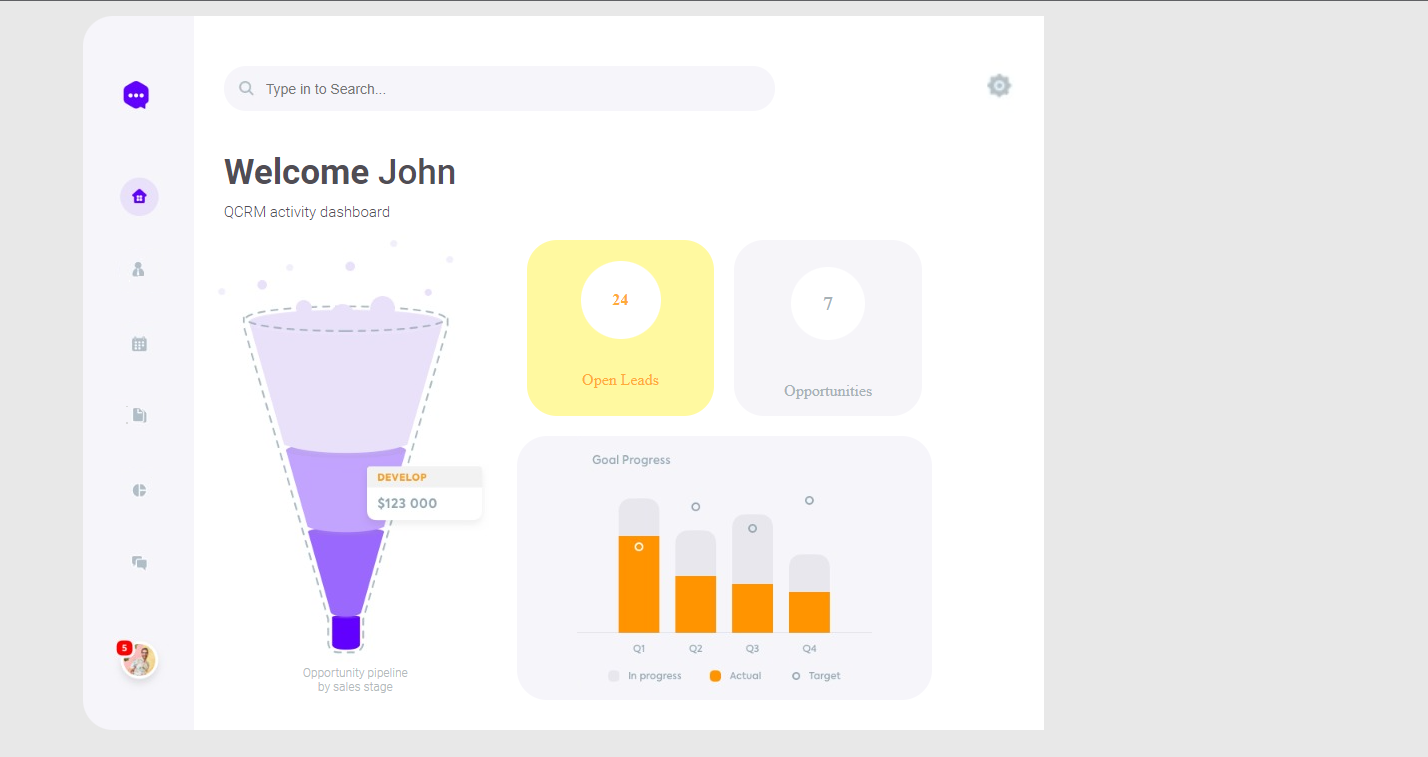 Type in to Search...
Welcome John
QCRM activity dashboard
24
Open Leads
7
Opportunities
DEVELOP
$123 000
Opportunity pipeline
by sales stage
Goal Progress
Q1 Q2 Q3 Q4
In progress Actual Target
5